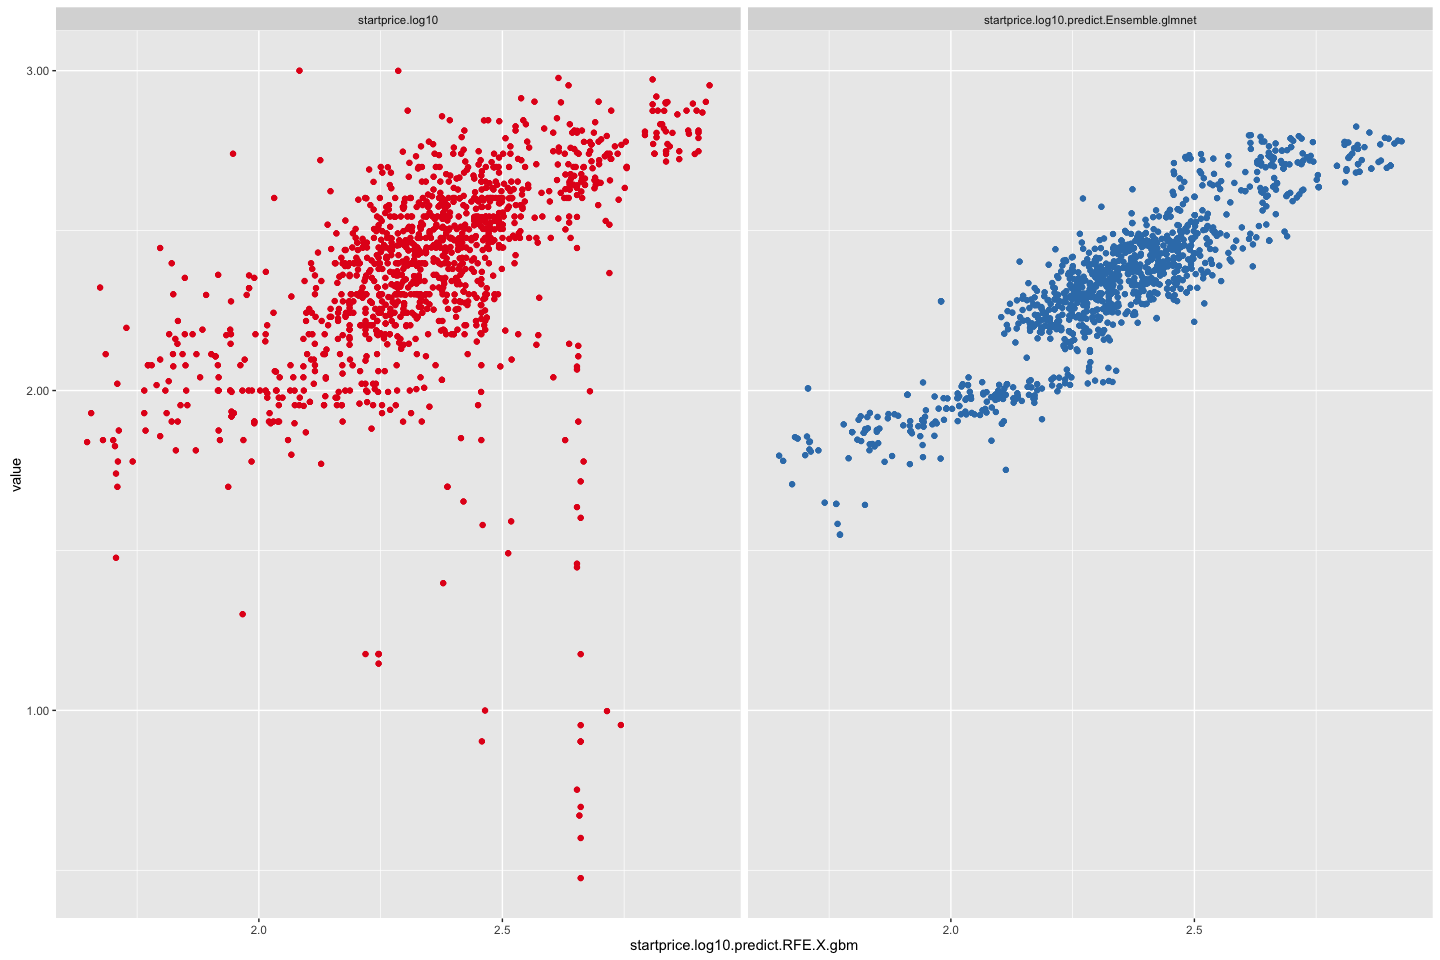 startprice.log10
startprice.log10.predict.Ensemble.glmnet
3.00
2.00
1.00
value
2.0
2.5
2.0
2.5
startprice.log10.predict.RFE.X.gbm